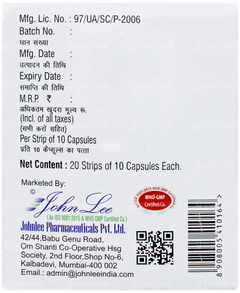 Mfg. Lic. No. : 97/UA/SC/P-2006
Batch No. :
घान संख्या
Mfg. Date :
उत्पादन की तिथि
Expiry Date :
समाप्ति की तिथि
M.R.P. ₹ :
अधिकतम खुदरा मूल्य रू.
(Incl. of all taxes)
(सभी करों सहित)
Per Strip of 10 Capsules
प्रति 10 कैप्सूल्स का पत्ता
Net Content : 20 Strips of 10 Capsules Each.
Marketed By:
John Lee
(An ISO 9001:2015 & WHO GMP Certified Co.)
Johnlee Pharmaceuticals Pvt. Ltd.
42/44,Babu Genu Road,
Om Shanti Co-Operative Hsg
Society, 2nd Floor,Shop No-6,
Kalbadevi, Mumbai-400 002.
Email : admin@johnleeindia.com
WHO-GMP
Certified Co.
8908005413164